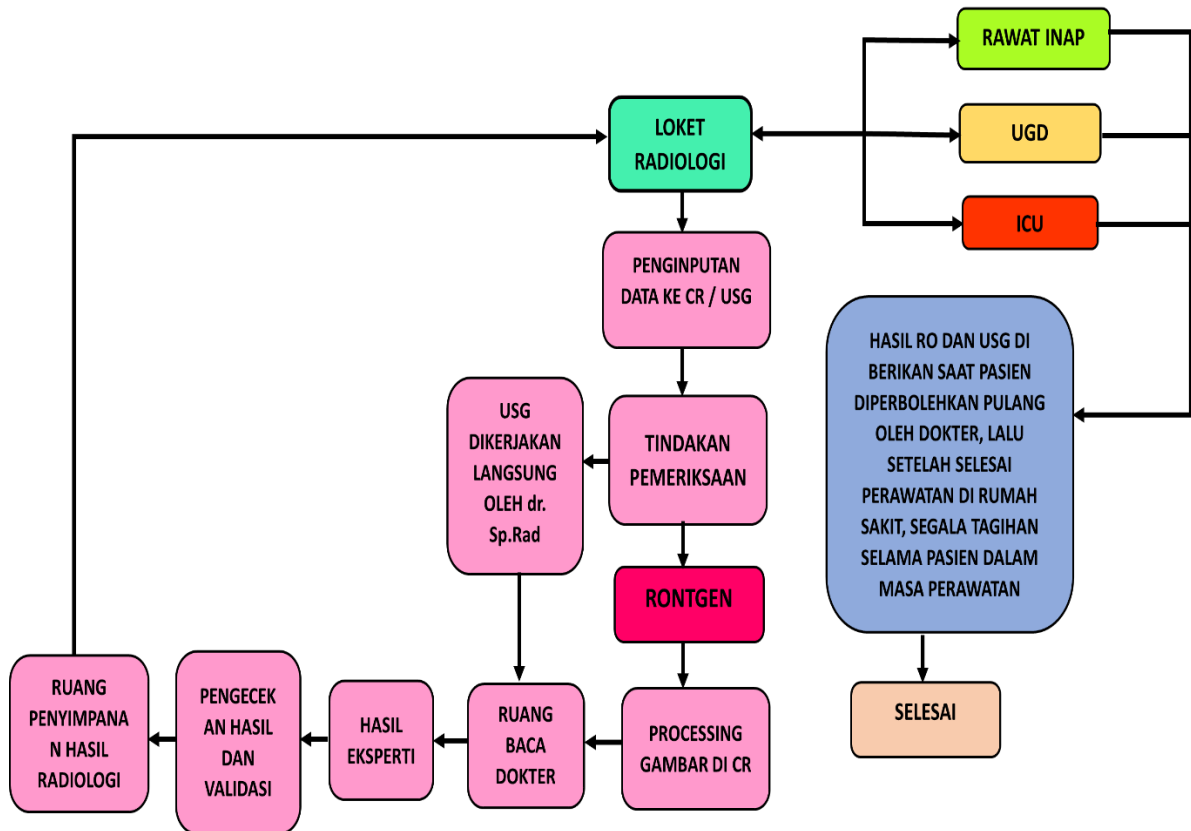 RAWAT INAP
LOKET
RADIOLOGI
UGD
ICU
PENGINPUTAN
DATA KE CR / USG
HASIL RO DAN USG DI
BERIKAN SAAT PASIEN
DIPERBOLEHKAN PULANG
OLEH DOKTER, LALU
SETELAH SELESAI
PERAWATAN DI RUMAH
SAKIT, SEGALA TAGIHAN
SELAMA PASIEN DALAM
MASA PERAWATAN
USG
DIKERJAKAN
LANGSUNG
OLEH dr.
Sp.Rad
TINDAKAN
PEMERIKSAAN
RONTGEN
RUANG
PENYIMPANA
N HASIL
RADIOLOGI
PENGECEK
AN HASIL
DAN
VALIDASI
HASIL
EKSPERTI
RUANG
BACA
DOKTER
PROCESSING
GAMBAR DI CR
SELESAI